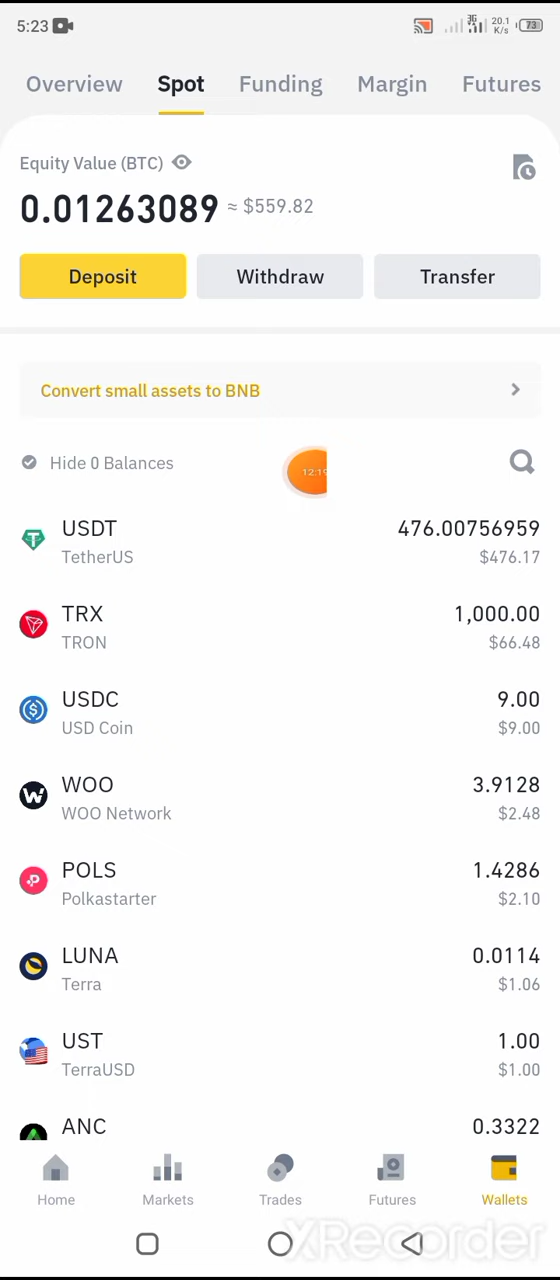 5:23
3G
20.1
K/s
73
Overview Spot Funding Margin Futures
Equity Value (BTC)
0.01263089 ≈ $559.82
Deposit Withdraw Transfer
Convert small assets to BNB
Hide 0 Balances
USDT 476.00756959
TetherUS $476.17
TRX 1,000.00
TRON $66.48
USDC 9.00
USD Coin $9.00
WOO 3.9128
WOO Network $2.48
POLS 1.4286
Polkastarter $2.10
LUNA 0.0114
Terra $1.06
UST 1.00
TerraUSD $1.00
ANC 0.3322
Home Markets Trades Futures Wallets
XRecorder